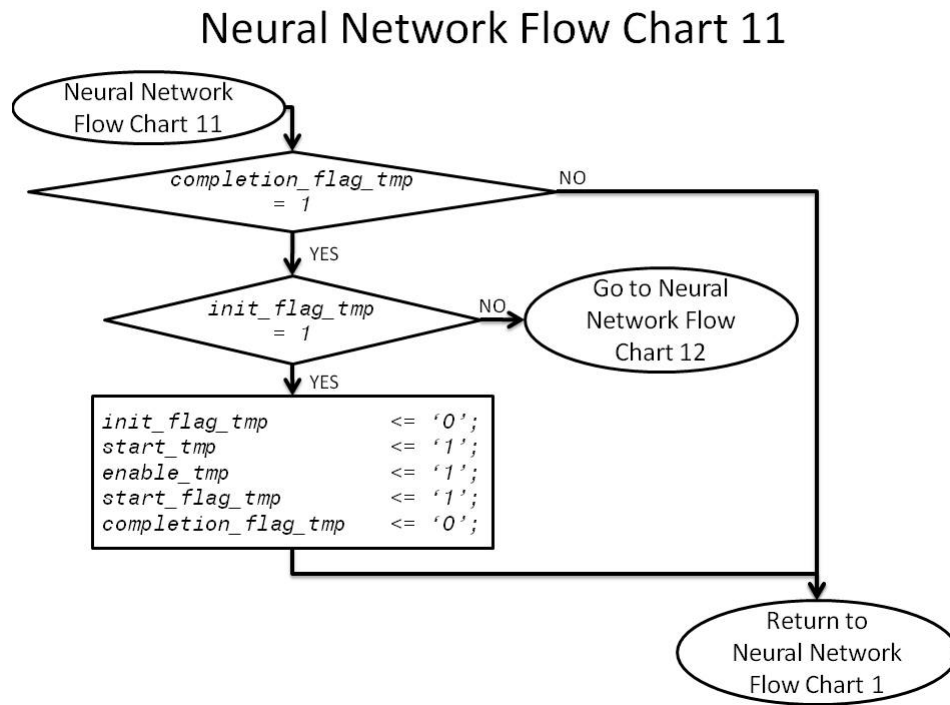 Neural Network Flow Chart 11
Neural Network
Flow Chart 11
completion_flag_tmp
= 1
NO
YES
init_flag_tmp
= 1
NO
Go to Neural
Network Flow
Chart 12
YES
init_flag_tmp <= ‘0’;
start_tmp <= ‘1’;
enable_tmp <= ‘1’;
start_flag_tmp <= ‘1’;
completion_flag_tmp <= ‘0’;
Return to
Neural Network
Flow Chart 1